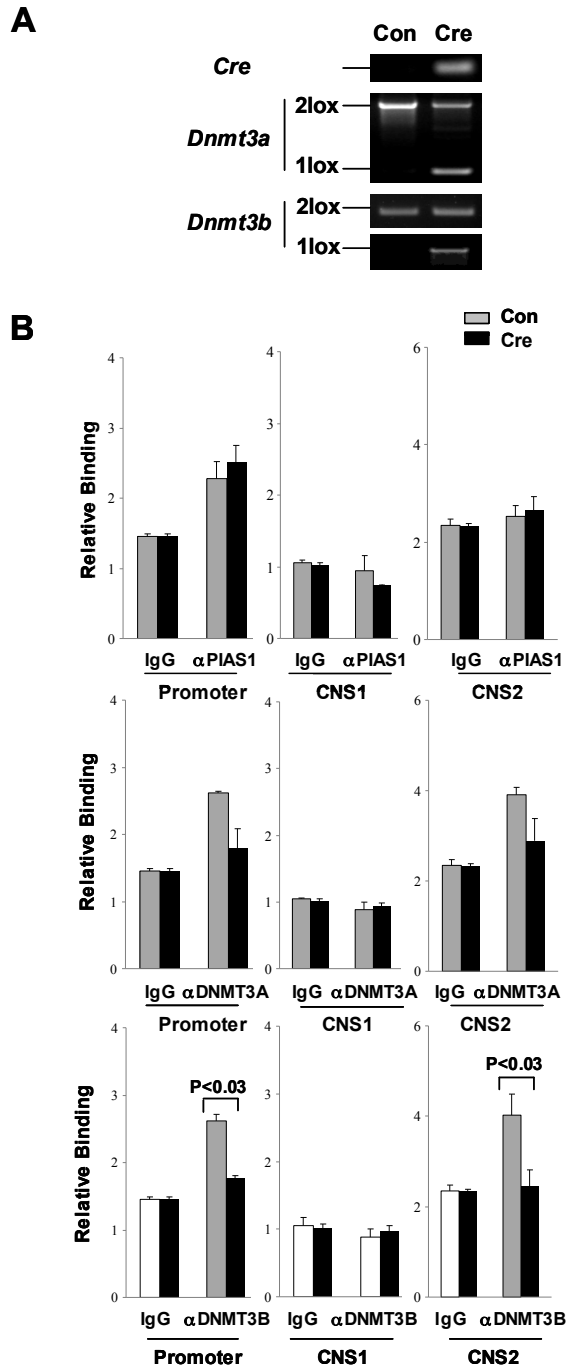 A
Con Cre
Cre
2lox
Dnmt3a
1lox
2lox
Dnmt3b
1lox
B
Con
Cre
Relative Binding
4
3
2
1
0
4
3
2
1
0
6
4
2
0
IgG αPIAS1
IgG αPIAS1
IgG αPIAS1
Promoter
CNS1
CNS2
Relative Binding
4
3
2
1
0
4
3
2
1
0
6
4
2
0
IgG αDNMT3A
IgG αDNMT3A
IgG αDNMT3A
Promoter
CNS1
CNS2
Relative Binding
4
3
2
1
0
P<0.03
4
3
2
1
0
6
4
2
0
P<0.03
IgG αDNMT3B
IgG αDNMT3B
IgG αDNMT3B
Promoter
CNS1
CNS2